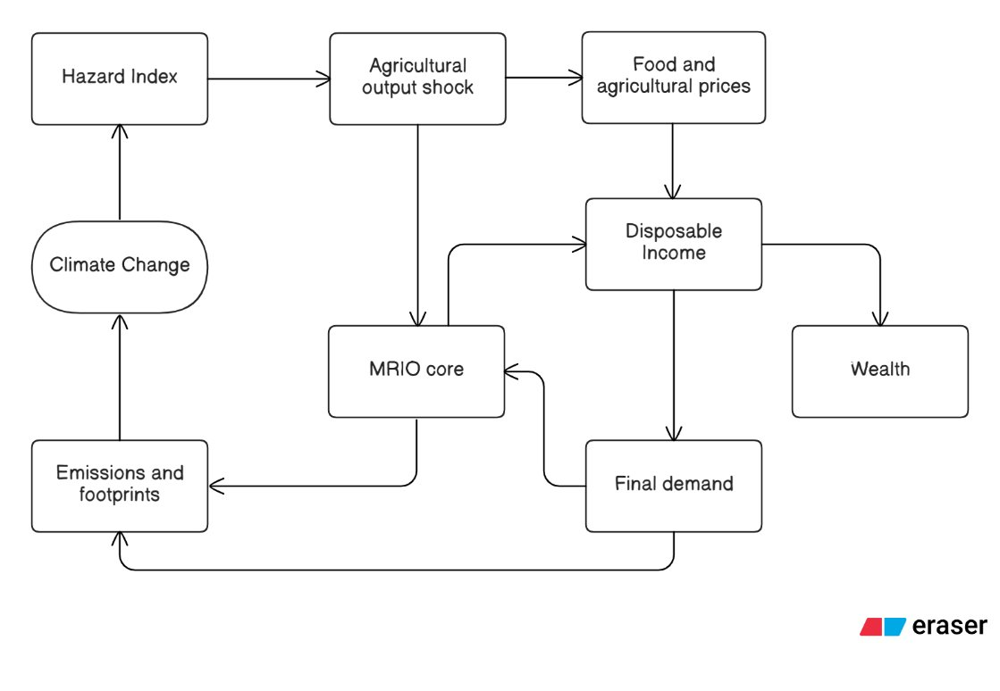 Hazard Index
Agricultural
output shock
Food and
agricultural prices
Climate Change
Disposable
Income
MRIO core
Wealth
Emissions and
footprints
Final demand
eraser